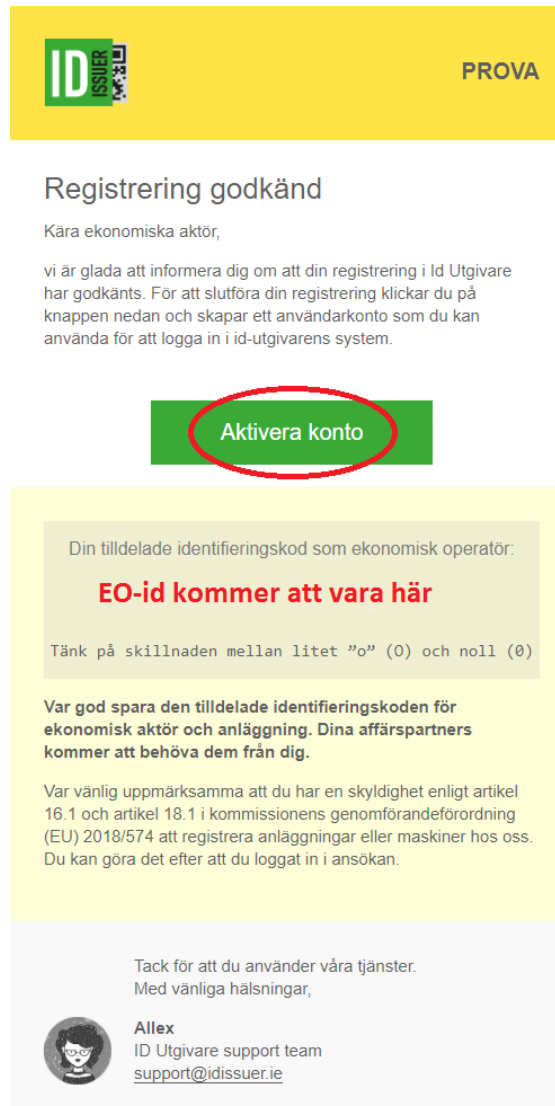 ID ISSUER
PROVA
Registrering godkänd
Kära ekonomiska aktör,
vi är glada att informera dig om att din registrering i Id Utgivare
har godkänts. För att slutföra din registrering klickar du på
knappen nedan och skapar ett användarkonto som du kan
använda för att logga in i id-utgivarens system.
Aktivera konto
Din tilldelade identifieringskod som ekonomisk operatör:
EO-id kommer att vara här
Tänk på skillnaden mellan litet ”o” (O) och noll (0)
Var god spara den tilldelade identifieringskoden för
ekonomisk aktör och anläggning. Dina affärspartners
kommer att behöva dem från dig.
Var vänlig uppmärksamma att du har en skyldighet enligt artikel
16.1 och artikel 18.1 i kommissionens genomförandeförordning
(EU) 2018/574 att registrera anläggningar eller maskiner hos oss.
Du kan göra det efter att du loggat in i ansökan.
Tack för att du använder våra tjänster.
Med vänliga hälsningar,
Allex
ID Utgivare support team
support@idissuer.ie